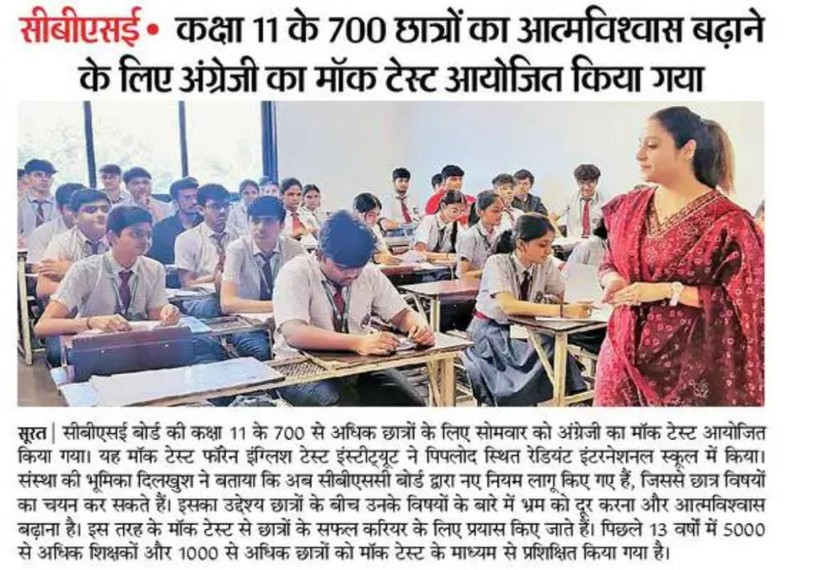 सीबीएसई • कक्षा 11 के 700 छात्रों का आत्मविश्वास बढ़ाने
के लिए अंग्रेजी का मॉक टेस्ट आयोजित किया गया
सूरत | सीबीएसई बोर्ड की कक्षा 11 के 700 से अधिक छात्रों के लिए सोमवार को अंग्रेजी का मॉक टेस्ट आयोजित
किया गया। यह मॉक टेस्ट फॉरेन इंग्लिश टेस्ट इंस्टीट्यूट ने पिपलोद स्थित रेडियंट इंटरनेशनल स्कूल में किया।
संस्था की भूमिका दिलखुश ने बताया कि अब सीबीएससी बोर्ड द्वारा नए नियम लागू किए गए हैं, जिससे छात्र विषयों
का चयन कर सकते हैं। इसका उद्देश्य छात्रों के बीच उनके विषयों के बारे में भ्रम को दूर करना और आत्मविश्वास
बढ़ाना है। इस तरह के मॉक टेस्ट से छात्रों के सफल करियर के लिए प्रयास किए जाते हैं। पिछले 13 वर्षों में 5000
से अधिक शिक्षकों और 1000 से अधिक छात्रों को मॉक टेस्ट के माध्यम से प्रशिक्षित किया गया है।